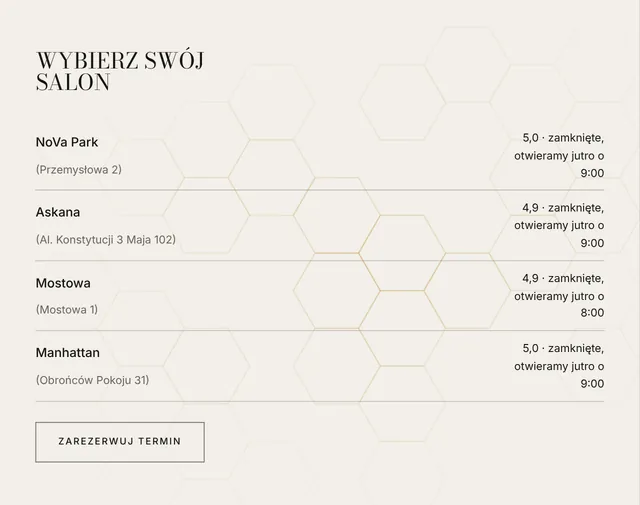 WYBIERZ SWÓJ
SALON
NoVa Park
(Przemysłowa 2)
5,0 · zamknięte,
otwieramy jutro o
9:00
Askana
(Al. Konstytucji 3 Maja 102)
4,9 · zamknięte,
otwieramy jutro o
9:00
Mostowa
(Mostowa 1)
4,9 · zamknięte,
otwieramy jutro o
8:00
Manhattan
(Obrońców Pokoju 31)
5,0 · zamknięte,
otwieramy jutro o
9:00
ZAREZERWUJ TERMIN